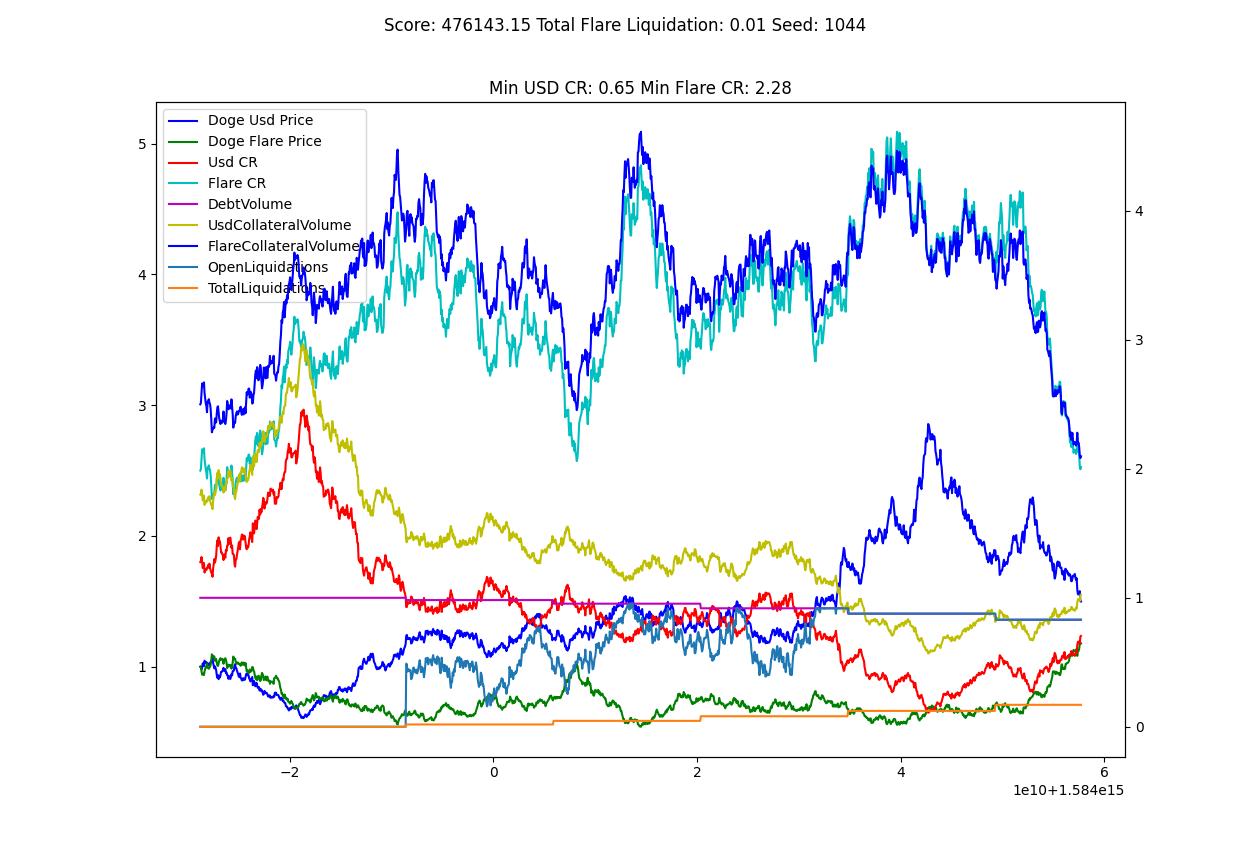 Score: 476143.15 Total Flare Liquidation: 0.01 Seed: 1044
Min USD CR: 0.65 Min Flare CR: 2.28
Doge Usd Price
Doge Flare Price
Usd CR
Flare CR
DebtVolume
UsdCollateralVolume
FlareCollateralVolume
OpenLiquidations
TotalLiquidations
5
4
3
2
1
4
3
2
1
0
−2
0
2
4
6
1e10+1.584e15